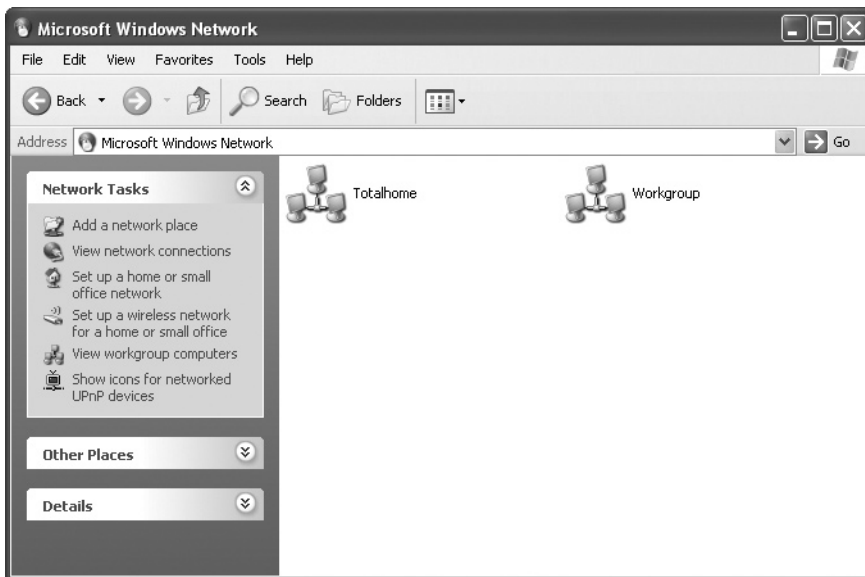 Microsoft Windows Network
File Edit View Favorites Tools Help
Back Search Folders
Address Microsoft Windows Network Go
Network Tasks
Add a network place
View network connections
Set up a home or small
office network
Set up a wireless network
for a home or small office
View workgroup computers
Show icons for networked
UPnP devices
Other Places
Details
Totalhome
Workgroup